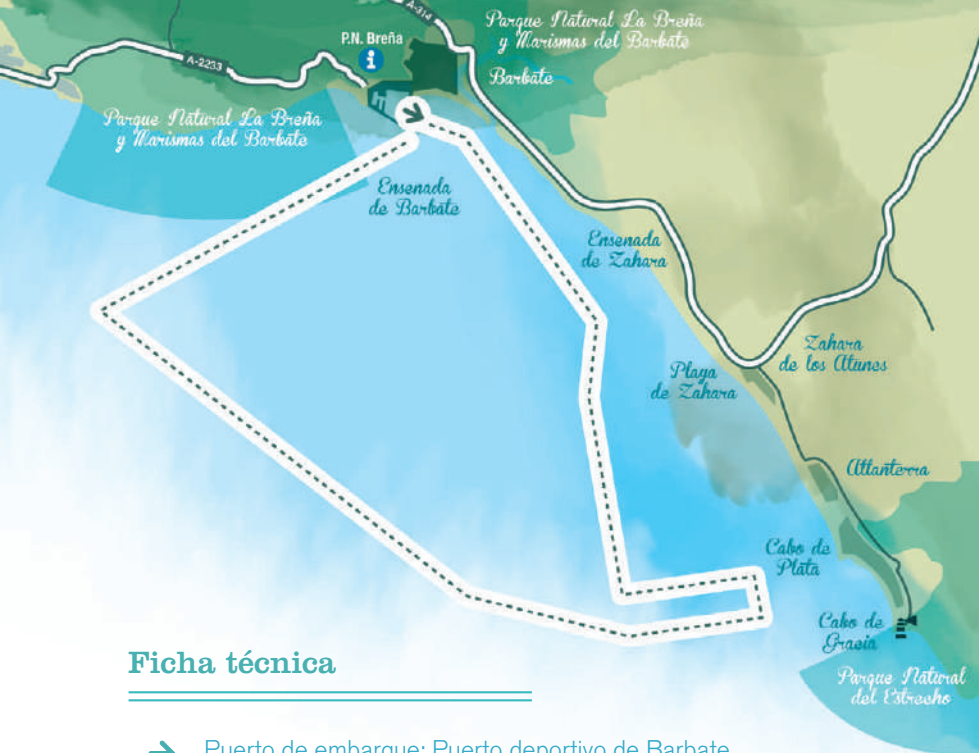 A-314
Parque Natural La Breña
y Marismas del Barbate
P.N. Breña
i
A-2233
Barbate
Parque Natural La Breña
y Marismas del Barbate
Ensenada
de Barbate
Ensenada
de Zahara
Zahara
de los Atunes
Playa
de Zahara
Atlanterra
Cabo de
Plata
Cabo de
Gracia
Parque Natural
del Estrecho
Ficha técnica
Puerto de embarque: Puerto deportivo de Barbate